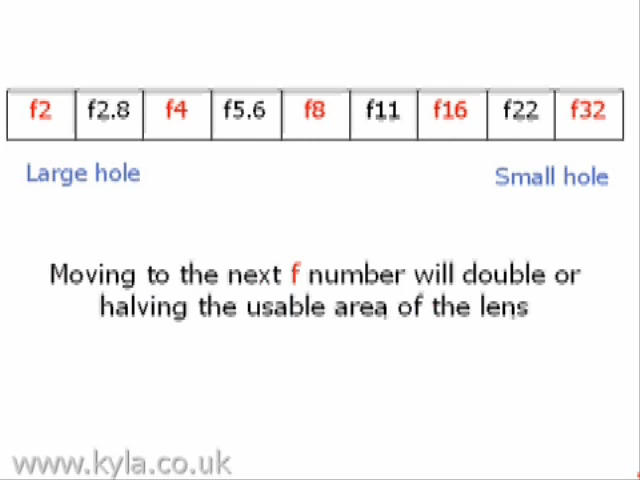 f2 f2.8 f4 f5.6 f8 f11 f16 f22 f32
Large hole Small hole
Moving to the next f number will double or
halving the usable area of the lens
www.kyla.co.uk